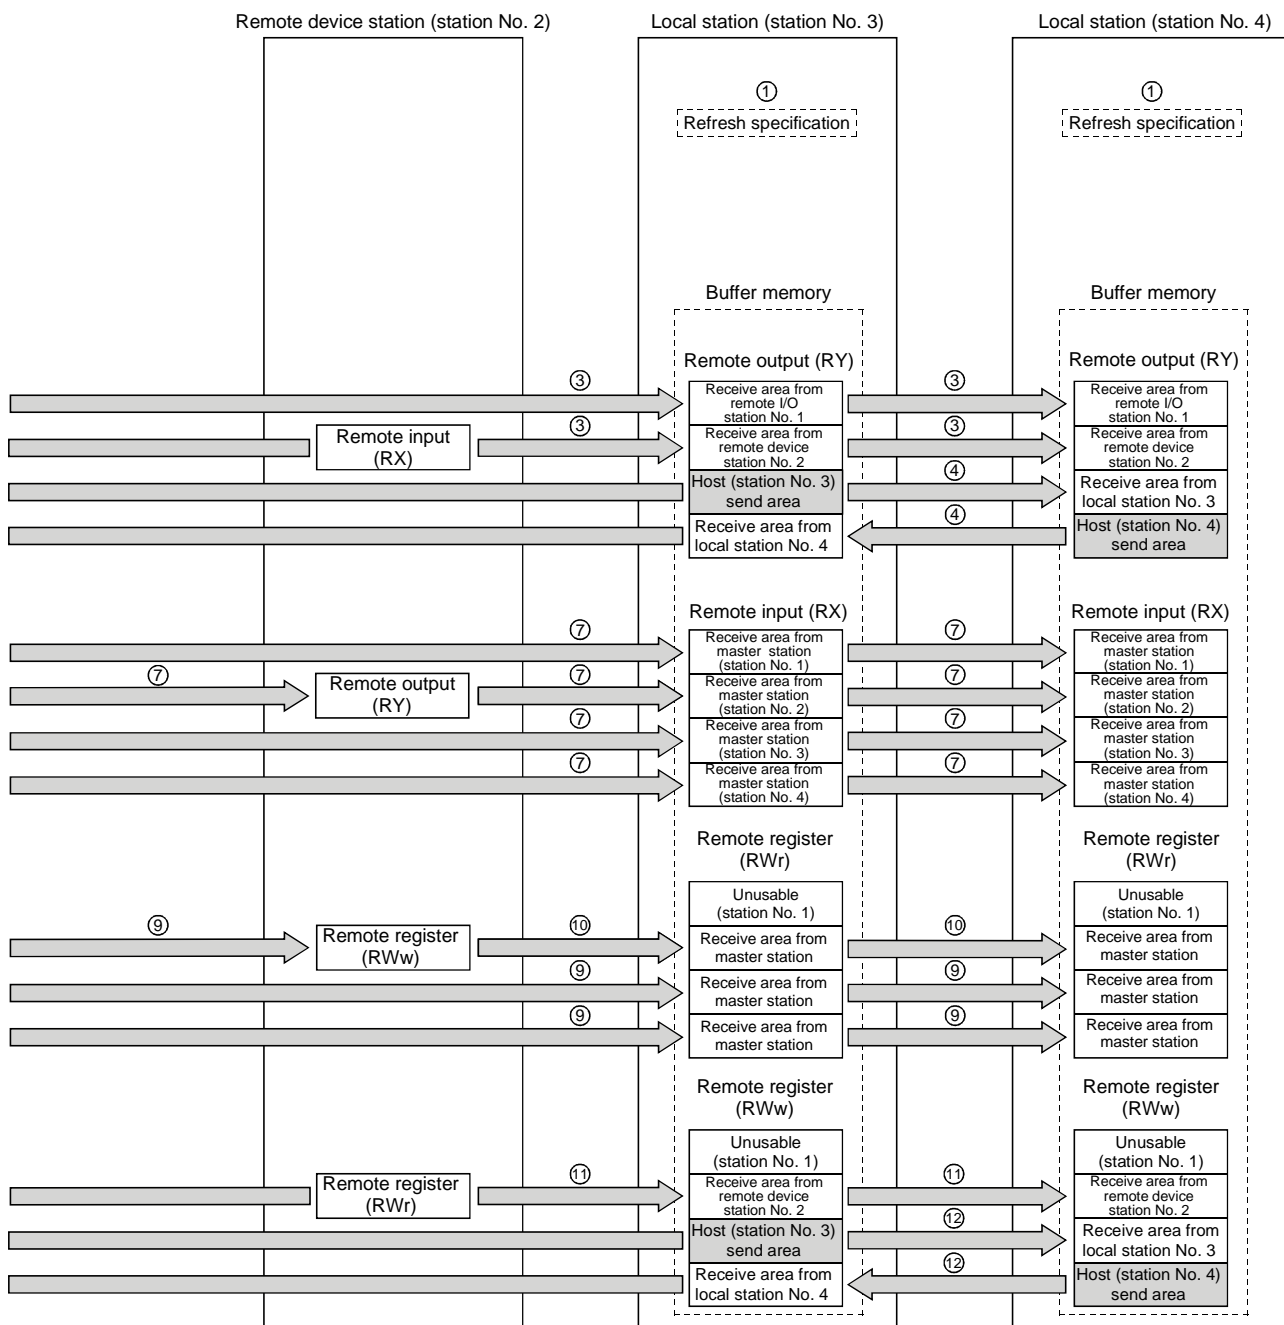 Remote device station (station No. 2)
Local station (station No. 3)
Local station (station No. 4)
①
①
Refresh specification
Refresh specification
Buffer memory
Buffer memory
Remote output (RY)
Remote output (RY)
③
③
Receive area from
remote I/O
station No. 1
Receive area from
remote I/O
station No. 1
Remote input
(RX)
③
③
Receive area from
remote device
station No. 2
Receive area from
remote device
station No. 2
Host (station No. 3)
send area
④
Receive area from
local station No. 3
Receive area from
local station No. 4
④
Host (station No. 4)
send area
Remote input (RX)
Remote input (RX)
⑦
⑦
Receive area from
master station
(station No. 1)
Receive area from
master station
(station No. 1)
⑦
Remote output
(RY)
⑦
⑦
Receive area from
master station
(station No. 2)
Receive area from
master station
(station No. 2)
⑦
⑦
Receive area from
master station
(station No. 3)
Receive area from
master station
(station No. 3)
⑦
⑦
Receive area from
master station
(station No. 4)
Receive area from
master station
(station No. 4)
Remote register
(RWr)
Remote register
(RWr)
Unusable
(station No. 1)
Unusable
(station No. 1)
⑨
Remote register
(RWw)
⑩
⑩
Receive area from
master station
Receive area from
master station
⑨
⑨
Receive area from
master station
Receive area from
master station
⑨
⑨
Receive area from
master station
Receive area from
master station
Remote register
(RWw)
Remote register
(RWw)
Unusable
(station No. 1)
Unusable
(station No. 1)
Remote register
(RWr)
⑪
⑪
Receive area from
remote device
station No. 2
Receive area from
remote device
station No. 2
Host (station No. 3)
send area
⑫
Receive area from
local station No. 3
Receive area from
local station No. 4
⑫
Host (station No. 4)
send area